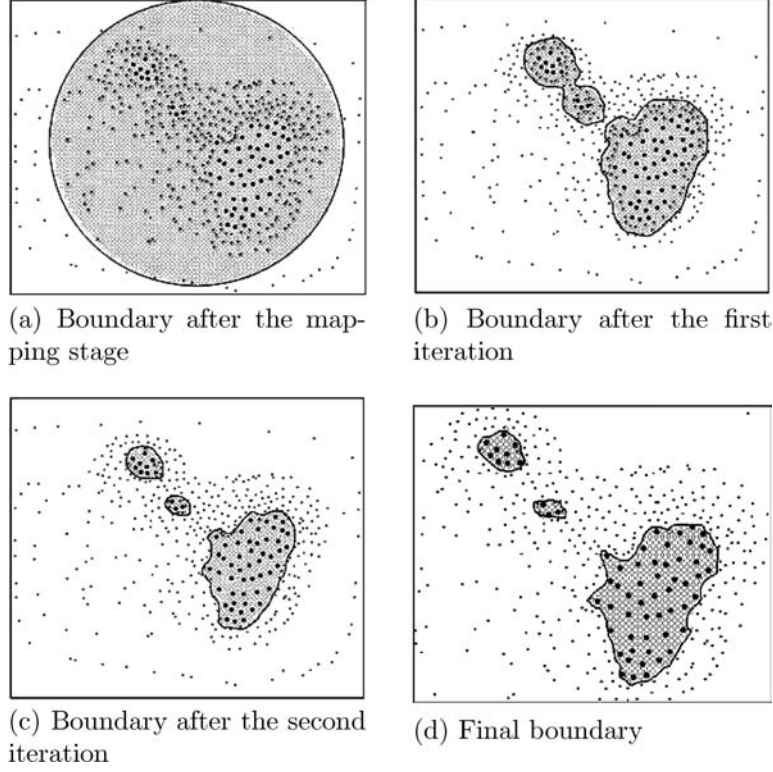 (a) Boundary after the map-
ping stage
(b) Boundary after the first
iteration
(c) Boundary after the second
iteration
(d) Final boundary